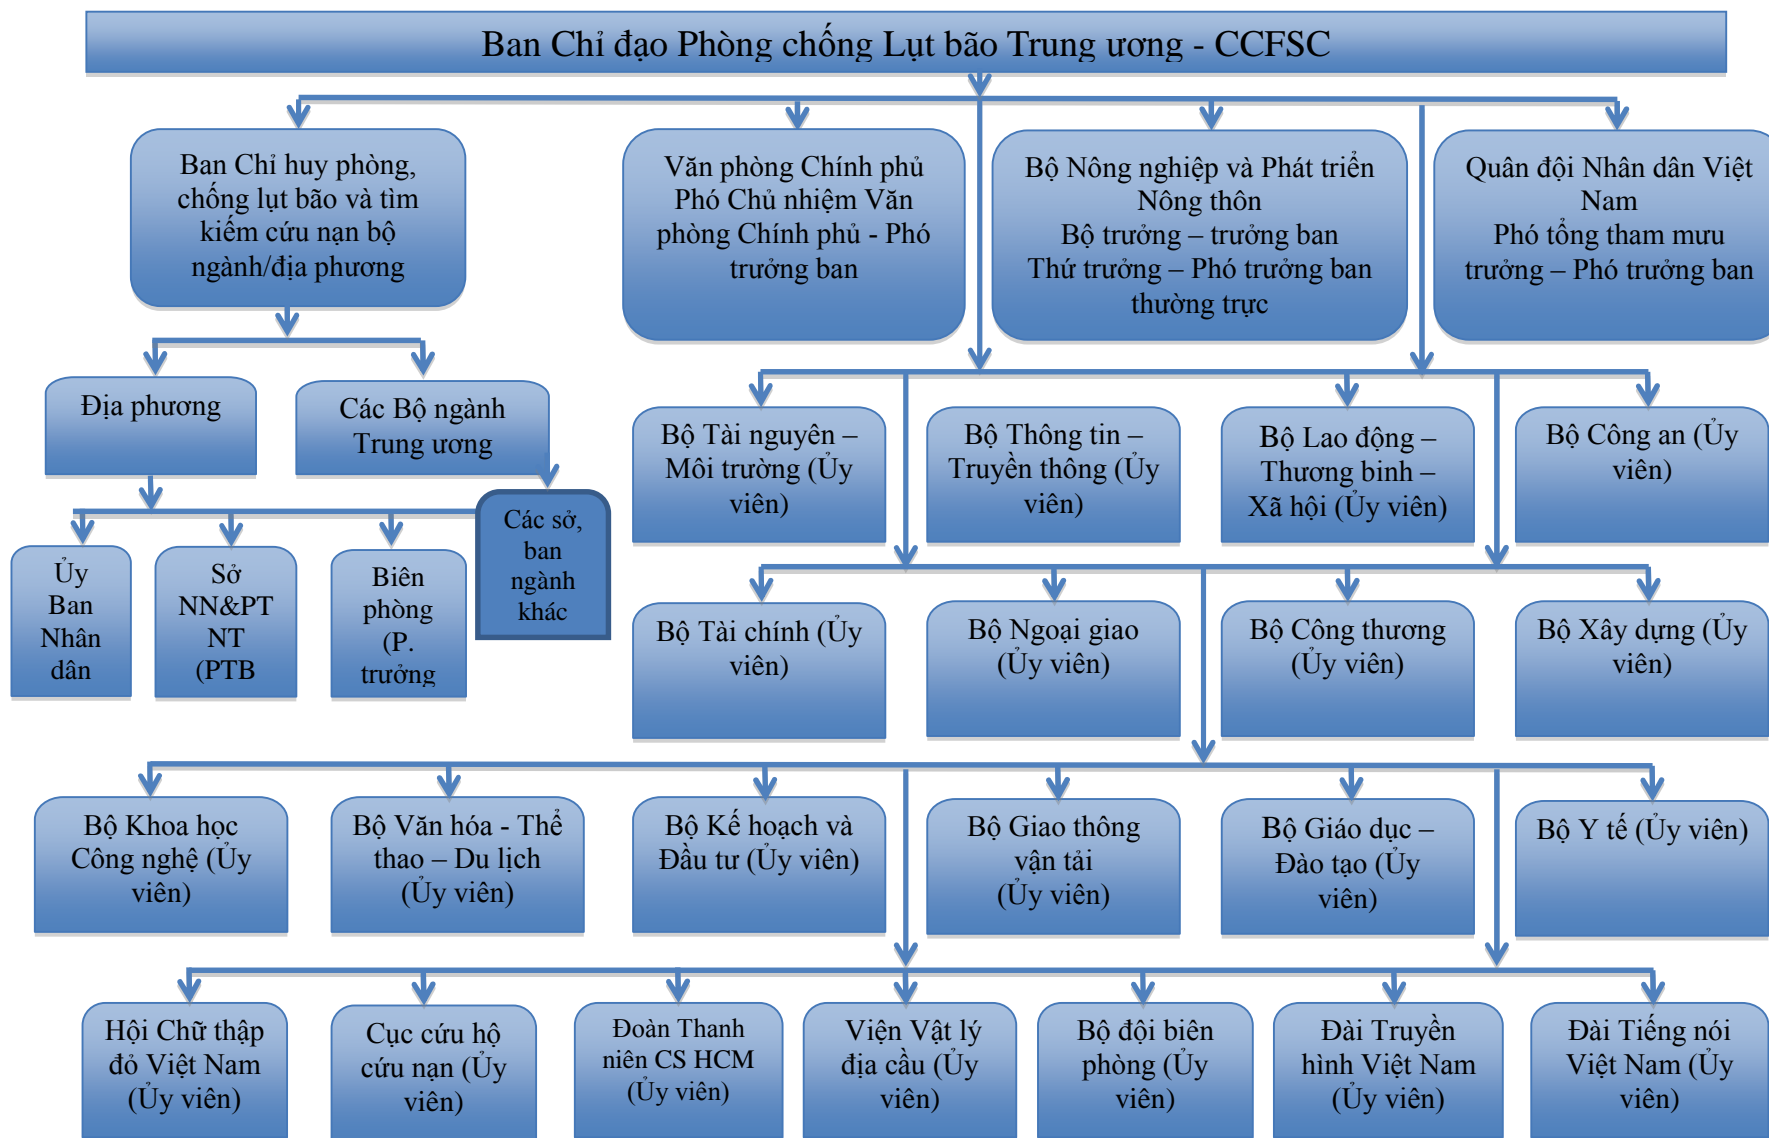 Ban Chỉ đạo Phòng chống Lụt bão Trung ương - CCFSC
Ban Chỉ huy phòng,
chống lụt bão và tìm
kiếm cứu nạn bộ
ngành/địa phương
Văn phòng Chính phủ
Phó Chủ nhiệm Văn
phòng Chính phủ - Phó
trưởng ban
Bộ Nông nghiệp và Phát triển
Nông thôn
Bộ trưởng – trưởng ban
Thứ trưởng – Phó trưởng ban
thường trực
Quân đội Nhân dân Việt
Nam
Phó tổng tham mưu
trưởng – Phó trưởng ban
Địa phương
Các Bộ ngành
Trung ương
Ủy
Ban
Nhân
dân
Sở
NN&PT
NT
(PTB
Biên
phòng
(P.
trưởng
Các sở,
ban
ngành
khác
Bộ Tài nguyên –
Môi trường (Ủy
viên)
Bộ Thông tin –
Truyền thông (Ủy
viên)
Bộ Lao động –
Thương binh –
Xã hội (Ủy viên)
Bộ Công an (Ủy
viên)
Bộ Tài chính (Ủy
viên)
Bộ Ngoại giao
(Ủy viên)
Bộ Công thương
(Ủy viên)
Bộ Xây dựng (Ủy
viên)
Bộ Khoa học
Công nghệ (Ủy
viên)
Bộ Văn hóa - Thể
thao – Du lịch
(Ủy viên)
Bộ Kế hoạch và
Đầu tư (Ủy viên)
Bộ Giao thông
vận tải
(Ủy viên)
Bộ Giáo dục –
Đào tạo (Ủy
viên)
Bộ Y tế (Ủy viên)
Hội Chữ thập
đỏ Việt Nam
(Ủy viên)
Cục cứu hộ
cứu nạn (Ủy
viên)
Đoàn Thanh
niên CS HCM
(Ủy viên)
Viện Vật lý
địa cầu (Ủy
viên)
Bộ đội biên
phòng (Ủy
viên)
Đài Truyền
hình Việt Nam
(Ủy viên)
Đài Tiếng nói
Việt Nam (Ủy
viên)